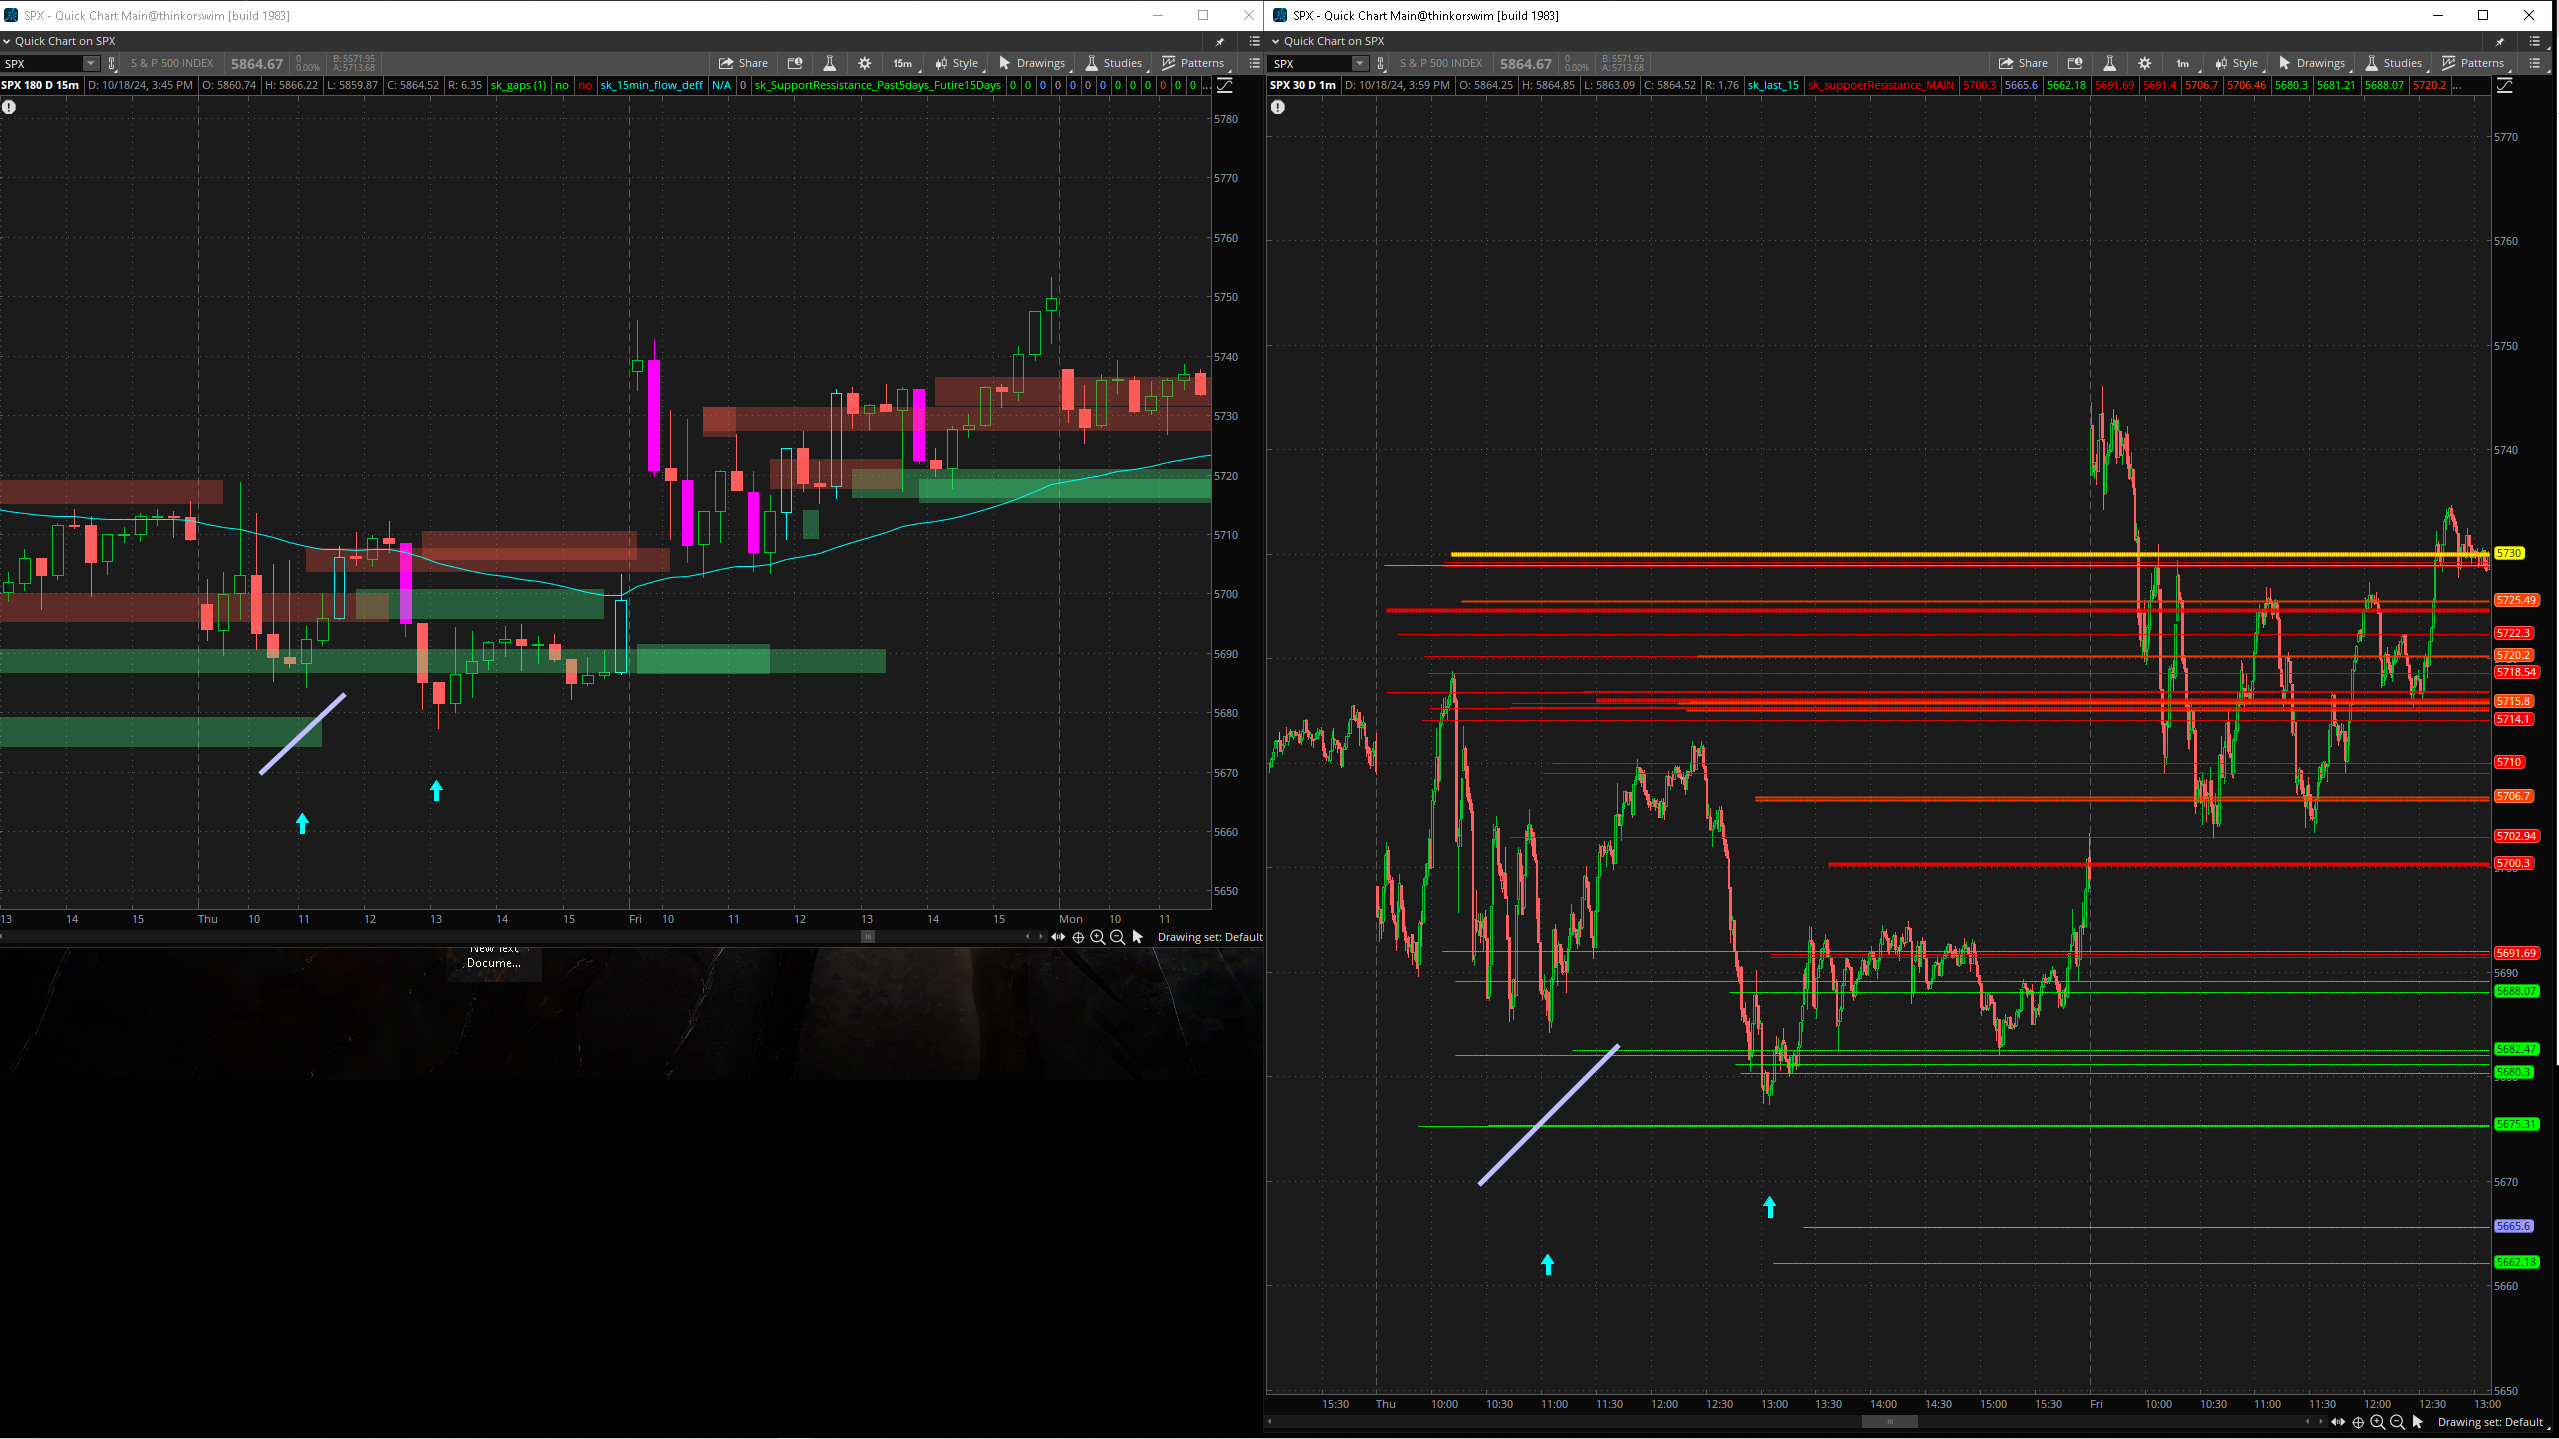 SPX - Quick Chart Main@thinkorswim [build 1983]
Quick Chart on SPX
SPX S & P 500 INDEX 5864.67 0 0.00% B: 5571.95 A: 5713.68 Share 15m Style Drawings Studies Patterns
SPX 180 D 15m D: 10/18/24, 3:45 PM O: 5860.74 H: 5866.22 L: 5859.87 C: 5864.52 R: 6.35 sk_gaps (1) no no sk_15min_flow_deff N/A 0 sk_SupportRessistance_Past5days_Futire15Days 0 0 0 0 0 0 0 0 0 0 0 0 0 ...
5780
5770
5760
5750
5740
5730
5720
5710
5700
5690
5680
5670
5660
5650
13 14 15 Thu 10 11 12 13 14 15 Fri 10 11 12 13 14 15 Mon 10 11
Drawing set: Default
New Text
Docume...
SPX - Quick Chart Main@thinkorswim [build 1983]
Quick Chart on SPX
SPX S & P 500 INDEX 5864.67 0 0.00% B: 5571.95 A: 5713.68 Share 1m Style Drawings Studies Patterns
SPX 30 D 1m D: 10/18/24, 3:59 PM O: 5864.25 H: 5864.85 L: 5863.09 C: 5864.52 R: 1.76 sk_last_15 sk_suppoerResistance_MAIN 5700.3 5665.6 5662.18 5691.69 5691.4 5706.7 5706.46 5680.3 5681.21 5688.07 5720.2 ...
5770
5760
5750
5740
5730
5725.49
5722.3
5720.2
5718.54
5715.8
5714.1
5710
5706.7
5702.94
5700.3
5691.69
5690
5688.07
5682.47
5680.3
5675.31
5670
5665.6
5662.18
5660
5650
15:30 Thu 10:00 10:30 11:00 11:30 12:00 12:30 13:00 13:30 14:00 14:30 15:00 15:30 Fri 10:00 10:30 11:00 11:30 12:00 12:30 13:00
Drawing set: Default